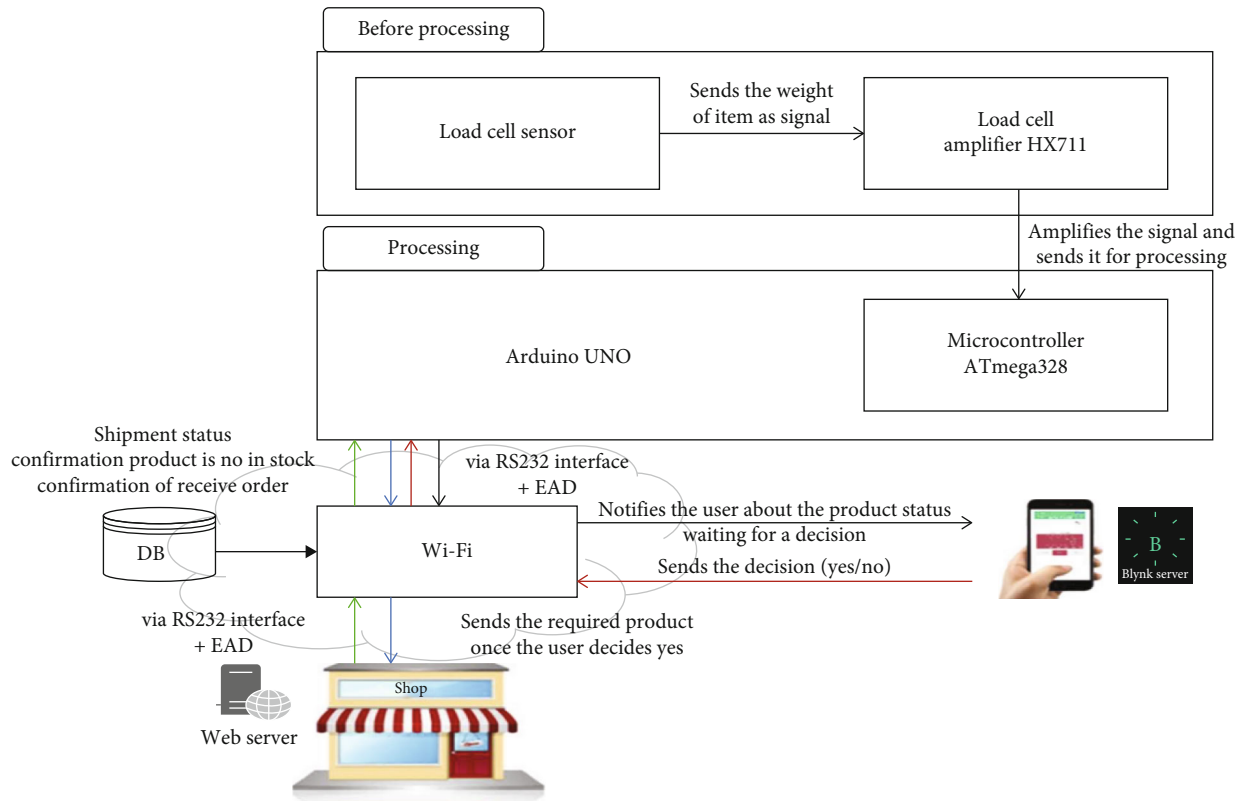 Before processing
Load cell sensor
Sends the weight
of item as signal
Load cell
amplifier HX711
Amplifies the signal and
sends it for processing
Processing
Arduino UNO
Microcontroller
ATmega328
Shipment status
confirmation product is no in stock
confirmation of receive order
via RS232 interface
+ EAD
DB
Wi-Fi
Notifies the user about the product status
waiting for a decision
Sends the decision (yes/no)
B
Blynk server
via RS232 interface
+ EAD
Sends the required product
once the user decides yes
Web server
Shop